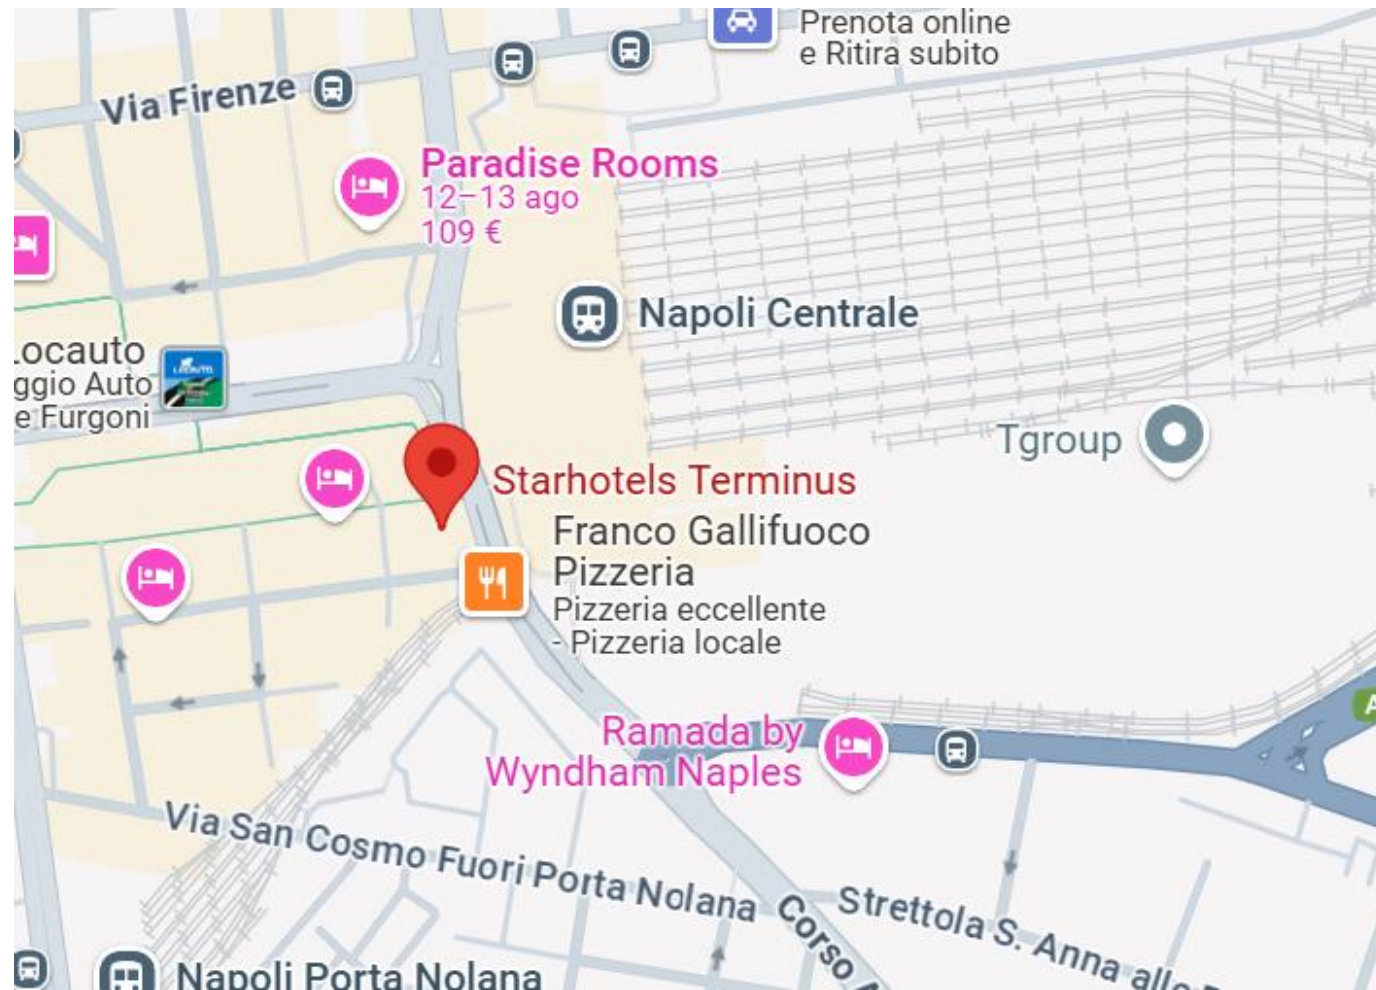 Prenota online
e Ritira subito
Via Firenze
Paradise Rooms
12–13 ago
109 €
Napoli Centrale
Locauto
ggio Auto
e Furgoni
Tgroup
Starhotels Terminus
Franco Gallifuoco
Pizzeria
Pizzeria eccellente
- Pizzeria locale
Ramada by
Wyndham Naples
A
Via San Cosmo Fuori Porta Nolana
Corso
Strettola S. Anna alle
Napoli Porta Nolana